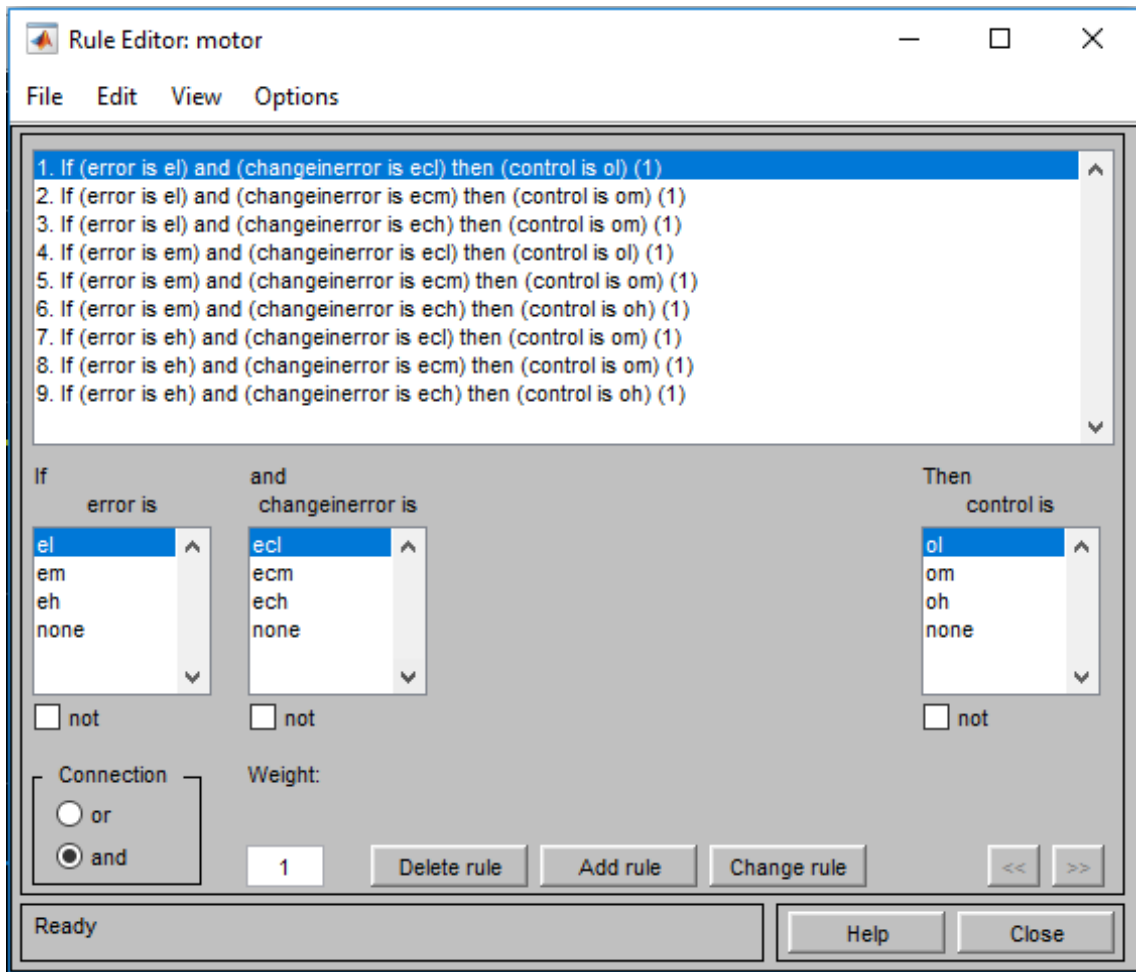 Rule Editor: motor
File Edit View Options
1. If (error is el) and (changeinerror is ecl) then (control is ol) (1)
2. If (error is el) and (changeinerror is ecm) then (control is om) (1)
3. If (error is el) and (changeinerror is ech) then (control is om) (1)
4. If (error is em) and (changeinerror is ecl) then (control is ol) (1)
5. If (error is em) and (changeinerror is ecm) then (control is om) (1)
6. If (error is em) and (changeinerror is ech) then (control is oh) (1)
7. If (error is eh) and (changeinerror is ecl) then (control is om) (1)
8. If (error is eh) and (changeinerror is ecm) then (control is om) (1)
9. If (error is eh) and (changeinerror is ech) then (control is oh) (1)
If and Then
error is changeinerror is control is
el ecl ol
em ecm om
eh ech oh
none none none
not not not
Connection Weight:
or
and 1 Delete rule Add rule Change rule << >>
Ready Help Close